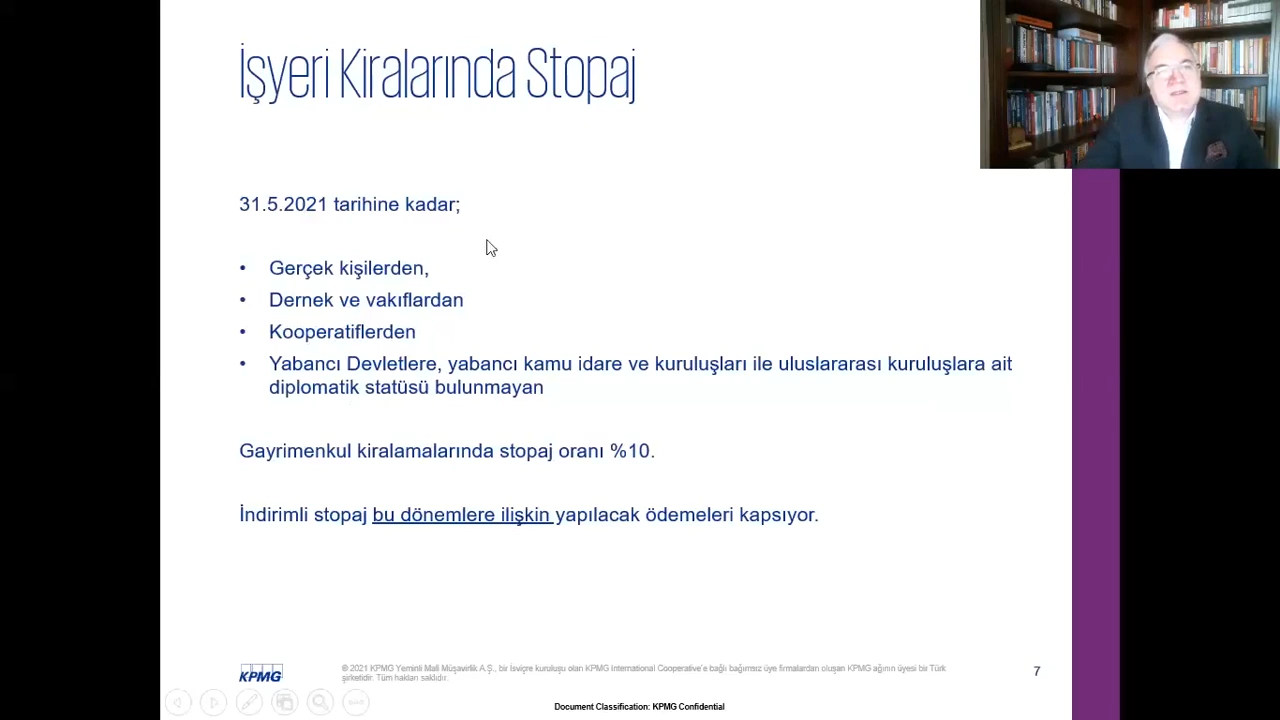 İşyeri Kiralarında Stopaj
31.5.2021 tarihine kadar;
• Gerçek kişilerden,
• Dernek ve vakıflardan
• Kooperatiflerden
• Yabancı Devletlere, yabancı kamu idare ve kuruluşları ile uluslararası kuruluşlara ait
diplomatik statüsü bulunmayan
Gayrimenkul kiralamalarında stopaj oranı %10.
İndirimli stopaj bu dönemlere ilişkin yapılacak ödemeleri kapsıyor.
KPMG
© 2021 KPMG Yeminli Mali Müşavirlik A.Ş., bir İsviçre kuruluşu olan KPMG International Cooperative'e bağlı bağımsız üye firmalardan oluşan KPMG ağının üyesi bir Türk
şirketidir. Tüm hakları saklıdır.
7
Document Classification: KPMG Confidential